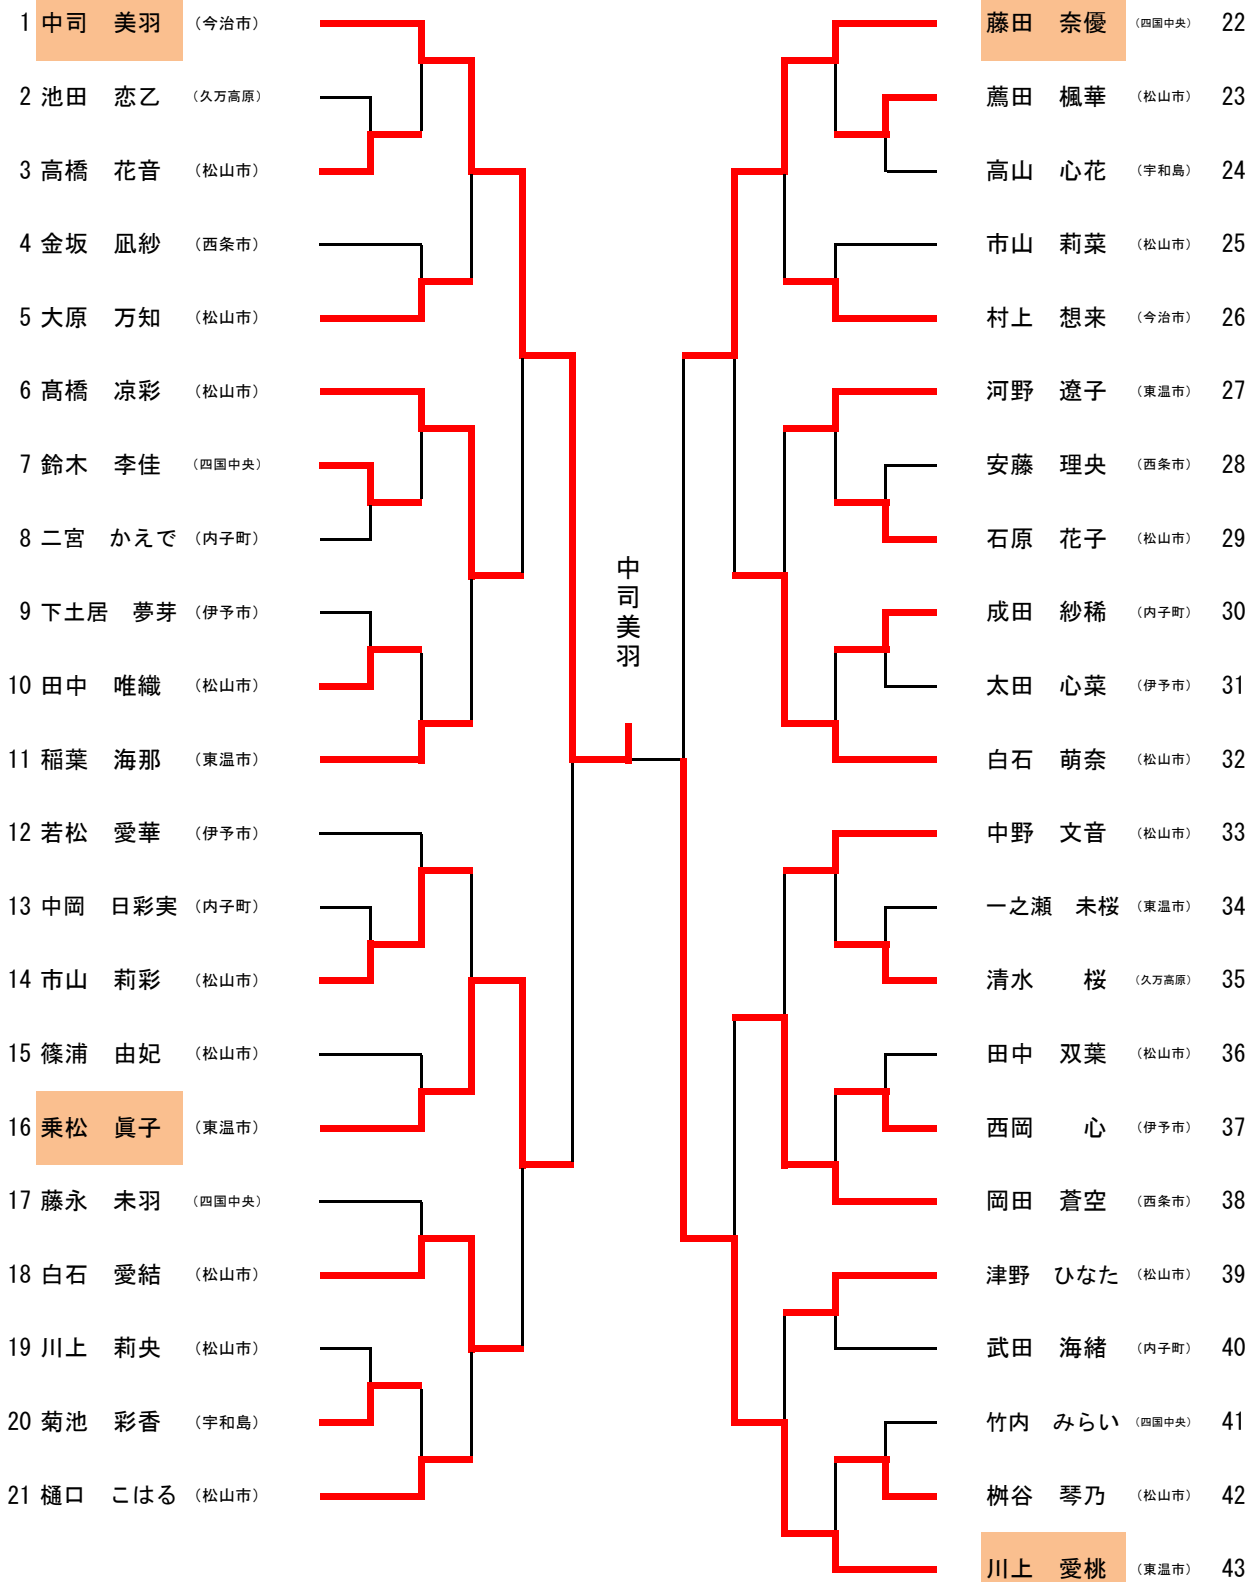 1 中司　美羽 （今治市）
2 池田　恋乙 （久万高原）
3 高橋　花音 （松山市）
4 金坂　凪紗 （西条市）
5 大原　万知 （松山市）
6 髙橋　凉彩 （松山市）
7 鈴木　李佳 （四国中央）
8 二宮　かえで （内子町）
9 下土居　夢芽 （伊予市）
10 田中　唯織 （松山市）
11 稲葉　海那 （東温市）
12 若松　愛華 （伊予市）
13 中岡　日彩実 （内子町）
14 市山　莉彩 （松山市）
15 篠浦　由妃 （松山市）
16 乗松　眞子 （東温市）
17 藤永　未羽 （四国中央）
18 白石　愛結 （松山市）
19 川上　莉央 （松山市）
20 菊池　彩香 （宇和島）
21 樋口　こはる （松山市）
中司美羽
藤田　奈優 （四国中央） 22
薦田　楓華 （松山市） 23
高山　心花 （宇和島） 24
市山　莉菜 （松山市） 25
村上　想来 （今治市） 26
河野　遼子 （東温市） 27
安藤　理央 （西条市） 28
石原　花子 （松山市） 29
成田　紗稀 （内子町） 30
太田　心菜 （伊予市） 31
白石　萌奈 （松山市） 32
中野　文音 （松山市） 33
一之瀬　未桜 （東温市） 34
清水　　桜 （久万高原） 35
田中　双葉 （松山市） 36
西岡　　心 （伊予市） 37
岡田　蒼空 （西条市） 38
津野　ひなた （松山市） 39
武田　海緒 （内子町） 40
竹内　みらい （四国中央） 41
桝谷　琴乃 （松山市） 42
川上　愛桃 （東温市） 43